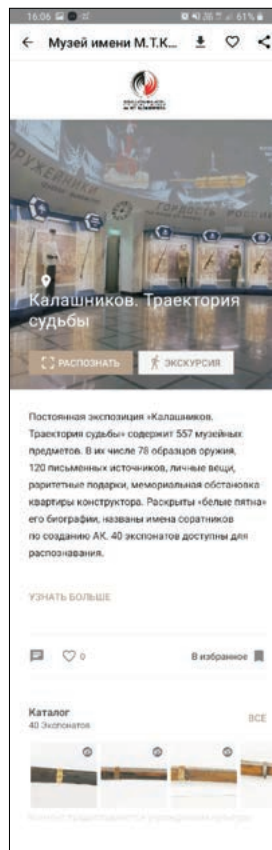 16:06
61%
Музей имени М.Т.К...
ОРУЖЕЙНИКИ
ГОРДОСТЬ РОССИИ
Калашников. Траектория
судьбы
РАСПОЗНАТЬ
ЭКСКУРСИЯ
Постоянная экспозиция «Калашников.
Траектория судьбы» содержит 557 музейных
предметов. В их числе 78 образцов оружия,
120 письменных источников, личные вещи,
раритетные подарки, мемориальная обстановка
квартиры конструктора. Раскрыты «белые пятна»
его биографии, названы имена соратников
по созданию АК. 40 экспонатов доступны для
распознавания.
УЗНАТЬ БОЛЬШЕ
0
В избранное
Каталог
ВСЕ
40 Экспонатов